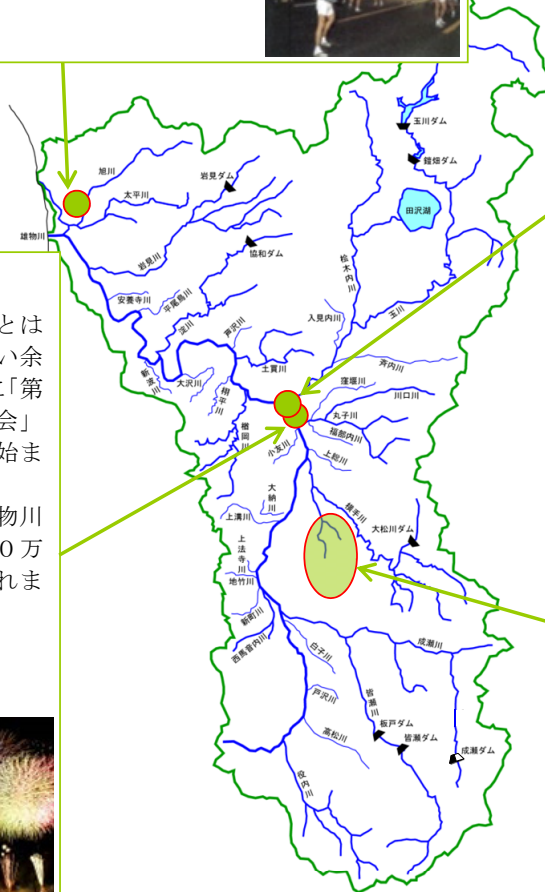 玉川ダム
鎧畑ダム
旭川
岩見ダム
太平川
田沢湖
雄物川
協和ダム
岩見川
桧木内川
安養寺川
平尾鳥川
淀川
芦沢川
入見内川
玉川
とは
い余
に「第
会」
始ま
新波川
大沢川
栩平川
土買川
斉内川
窪堰川
川口川
丸子川
福部内川
楢岡川
小友川
上総川
物川
0万
れま
大納川
横手川
大松川ダム
上溝川
上法寺川
地竹川
新町川
西馬音内川
白子川
成瀬川
戸沢川
皆瀬川
高松川
板戸ダム
皆瀬ダム
成瀬ダム
役内川